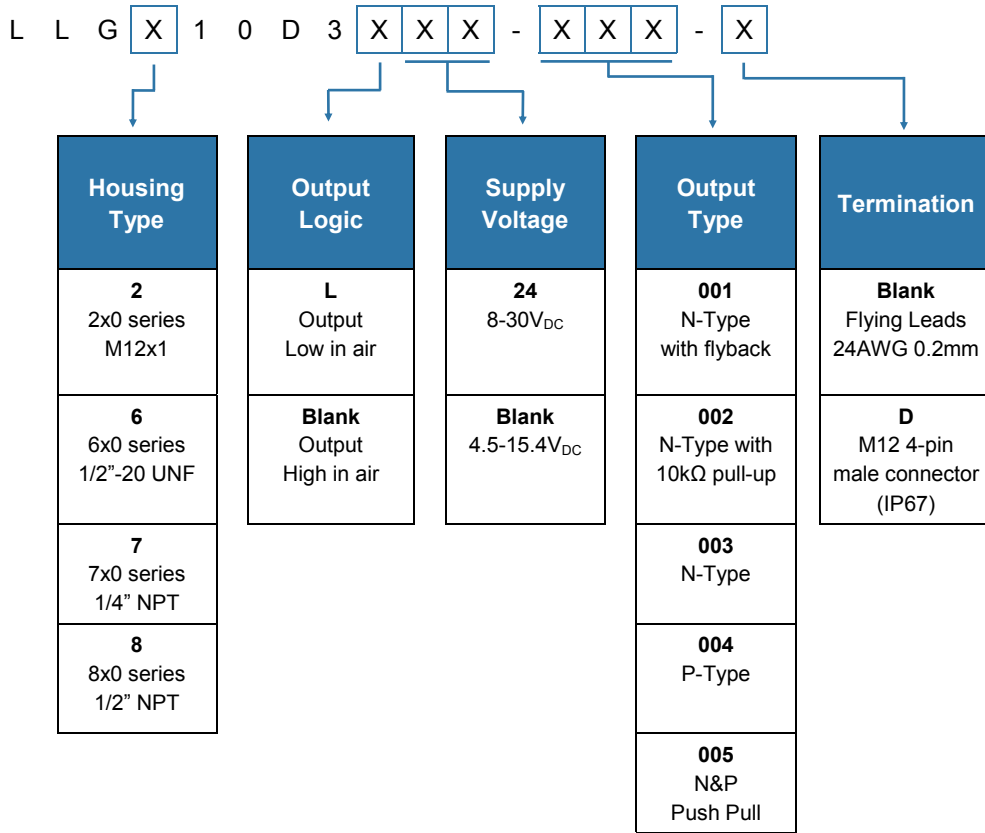 L L G X 1 0 D 3 X X X - X X X - X
Housing
Type
2
2x0 series
M12x1
6
6x0 series
1/2”-20 UNF
7
7x0 series
1/4” NPT
8
8x0 series
1/2” NPT
Output
Logic
L
Output
Low in air
Blank
Output
High in air
Supply
Voltage
24
8-30VDC
Blank
4.5-15.4VDC
Output
Type
001
N-Type
with flyback
002
N-Type with
10kΩ pull-up
003
N-Type
004
P-Type
005
N&P
Push Pull
Termination
Blank
Flying Leads
24AWG 0.2mm
D
M12 4-pin
male connector
(IP67)